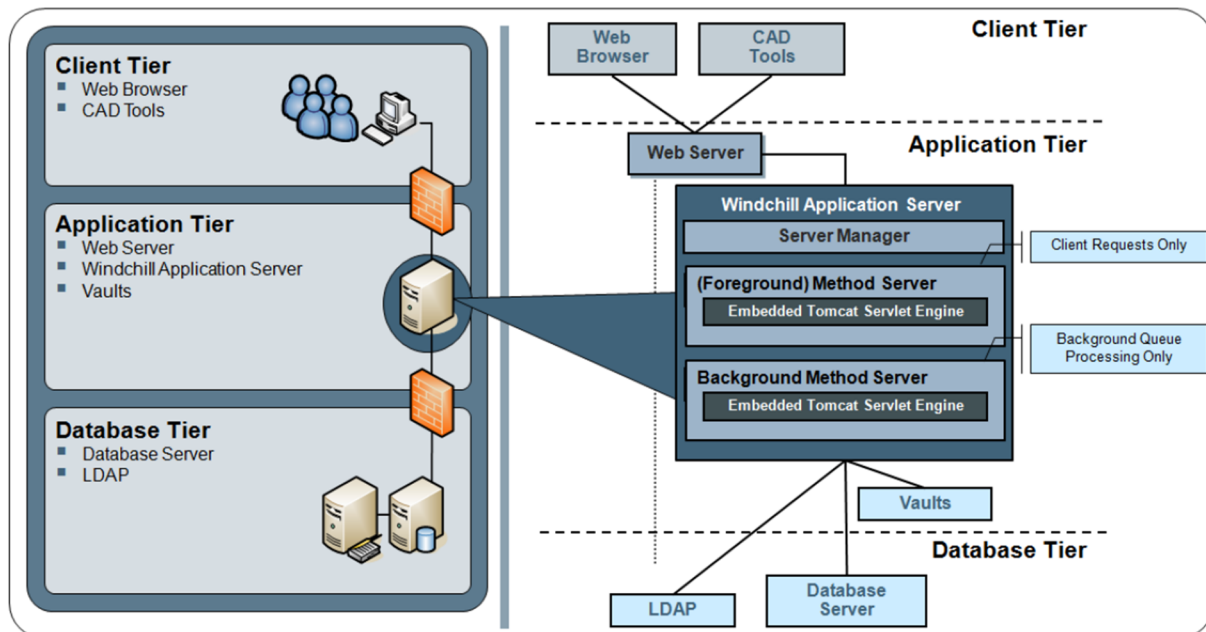 Client Tier
Web Browser
CAD Tools
Application Tier
Web Server
Windchill Application Server
Vaults
Database Tier
Database Server
LDAP
Client Tier
Web
Browser
CAD
Tools
Application Tier
Web Server
Windchill Application Server
Server Manager
Client Requests Only
(Foreground) Method Server
Embedded Tomcat Servlet Engine
Background Queue
Processing Only
Background Method Server
Embedded Tomcat Servlet Engine
Vaults
Database Tier
LDAP
Database
Server